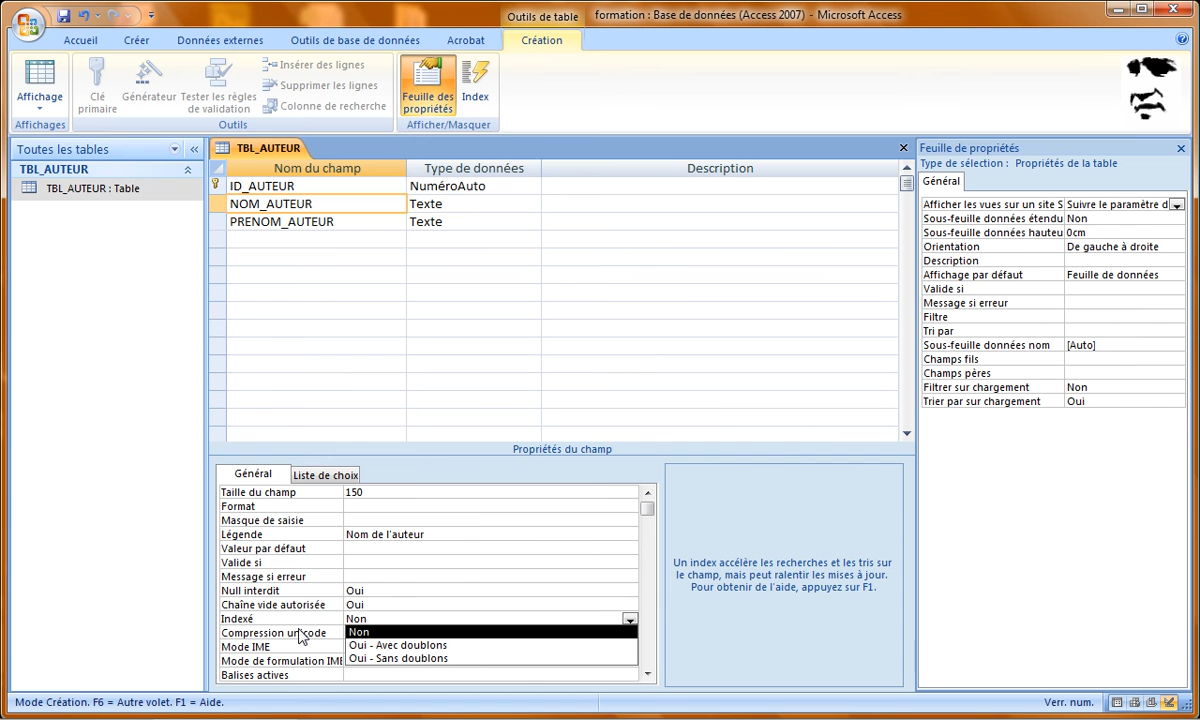 Outils de table
formation : Base de données (Access 2007) - Microsoft Access
Accueil
Créer
Données externes
Outils de base de données
Acrobat
Création
Affichage
Clé primaire
Générateur
Tester les règles de validation
Insérer des lignes
Supprimer les lignes
Colonne de recherche
Feuille des propriétés
Index
Affichages
Outils
Afficher/Masquer
Toutes les tables
TBL_AUTEUR
TBL_AUTEUR : Table
TBL_AUTEUR
Nom du champ
Type de données
Description
ID_AUTEUR
NuméroAuto
NOM_AUTEUR
Texte
PRENOM_AUTEUR
Texte
Propriétés du champ
Général
Liste de choix
Taille du champ
150
Format
Masque de saisie
Légende
Nom de l'auteur
Valeur par défaut
Valide si
Message si erreur
Null interdit
Oui
Chaîne vide autorisée
Oui
Indexé
Non
Compression unicode
Non
Mode IME
Oui - Avec doublons
Mode de formulation IME
Oui - Sans doublons
Balises actives
Un index accélère les recherches et les tris sur
le champ, mais peut ralentir les mises à jour.
Pour obtenir de l'aide, appuyez sur F1.
Feuille de propriétés
Type de sélection : Propriétés de la table
Général
Afficher les vues sur un site S
Suivre le paramètre d
Sous-feuille données étendu
Non
Sous-feuille données hauteu
0cm
Orientation
De gauche à droite
Description
Affichage par défaut
Feuille de données
Valide si
Message si erreur
Filtre
Tri par
Sous-feuille données nom
[Auto]
Champs fils
Champs pères
Filtrer sur chargement
Non
Trier par sur chargement
Oui
Mode Création. F6 = Autre volet. F1 = Aide.
Verr. num.